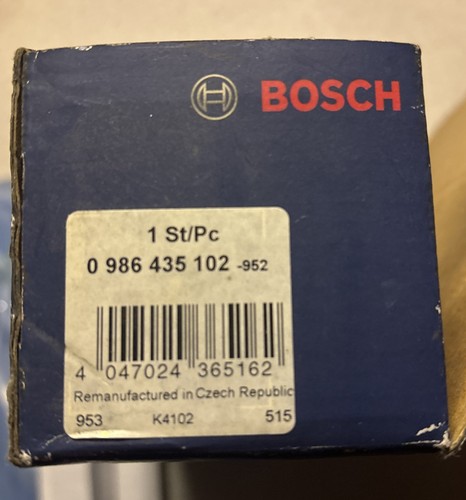 BOSCH
1 St/Pc
0 986 435 102 -952
4 047024 365162
Remanufactured in Czech Republic
953 K4102 515